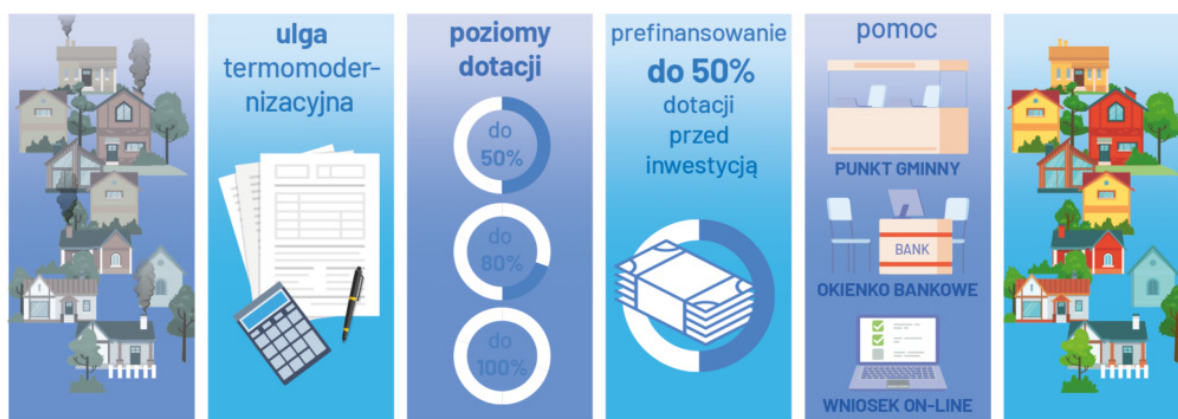 ulga
termomoder-
nizacyjna
poziomy
dotacji
do
50%
do
80%
do
100%
prefinansowanie
do 50%
dotacji
przed
inwestycją
pomoc
PUNKT GMINNY
BANK
OKIENKO BANKOWE
WNIOSEK ON-LINE